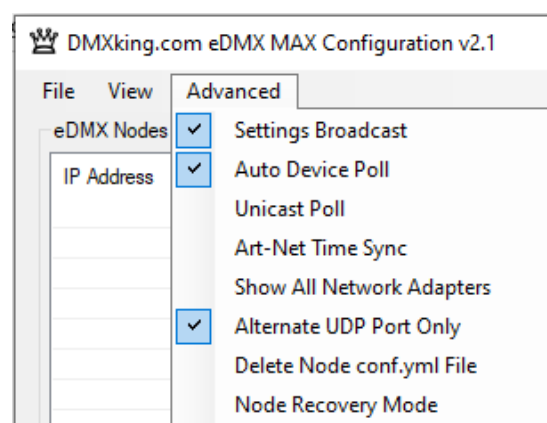 DMXking.com eDMX MAX Configuration v2.1
File View Advanced
eDMX Nodes
IP Address
Settings Broadcast
Auto Device Poll
Unicast Poll
Art-Net Time Sync
Show All Network Adapters
Alternate UDP Port Only
Delete Node conf.yml File
Node Recovery Mode